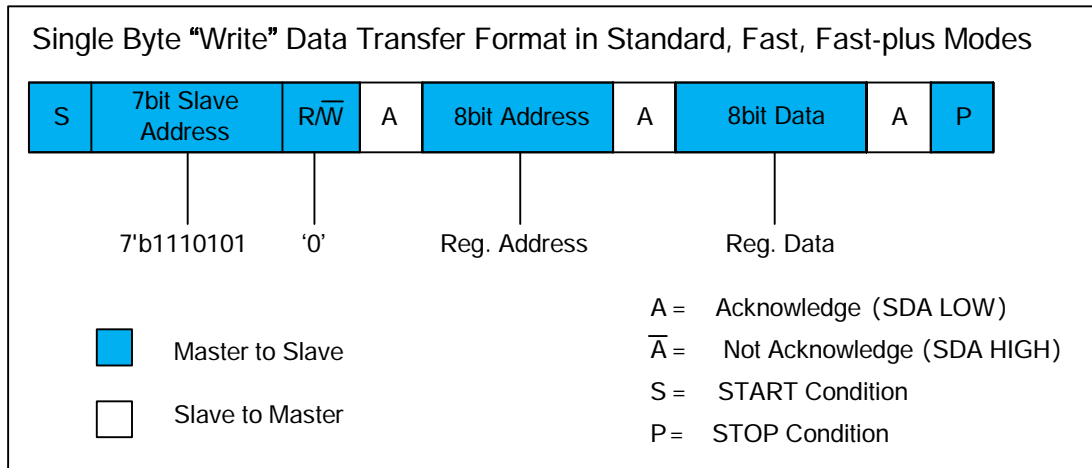 Single Byte “Write” Data Transfer Format in Standard, Fast, Fast-plus Modes
S 7bit Slave Address R/W̅ A 8bit Address A 8bit Data A P
7'b1110101 ‘0’ Reg. Address Reg. Data
A = Acknowledge (SDA LOW)
A̅ = Not Acknowledge (SDA HIGH)
Master to Slave
S = START Condition
Slave to Master
P = STOP Condition